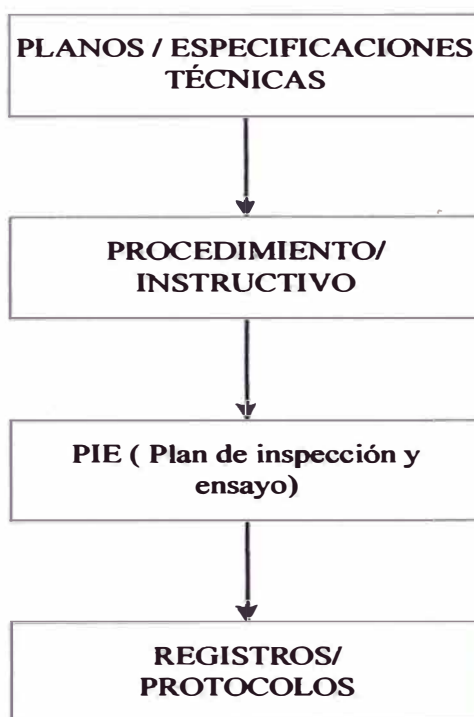 PLANOS / ESPECIFICACIONES
TÉCNICAS
PROCEDIMIENTO/
INSTRUCTIVO
PIE ( Plan de inspección y
ensayo)
REGISTROS/
PROTOCOLOS